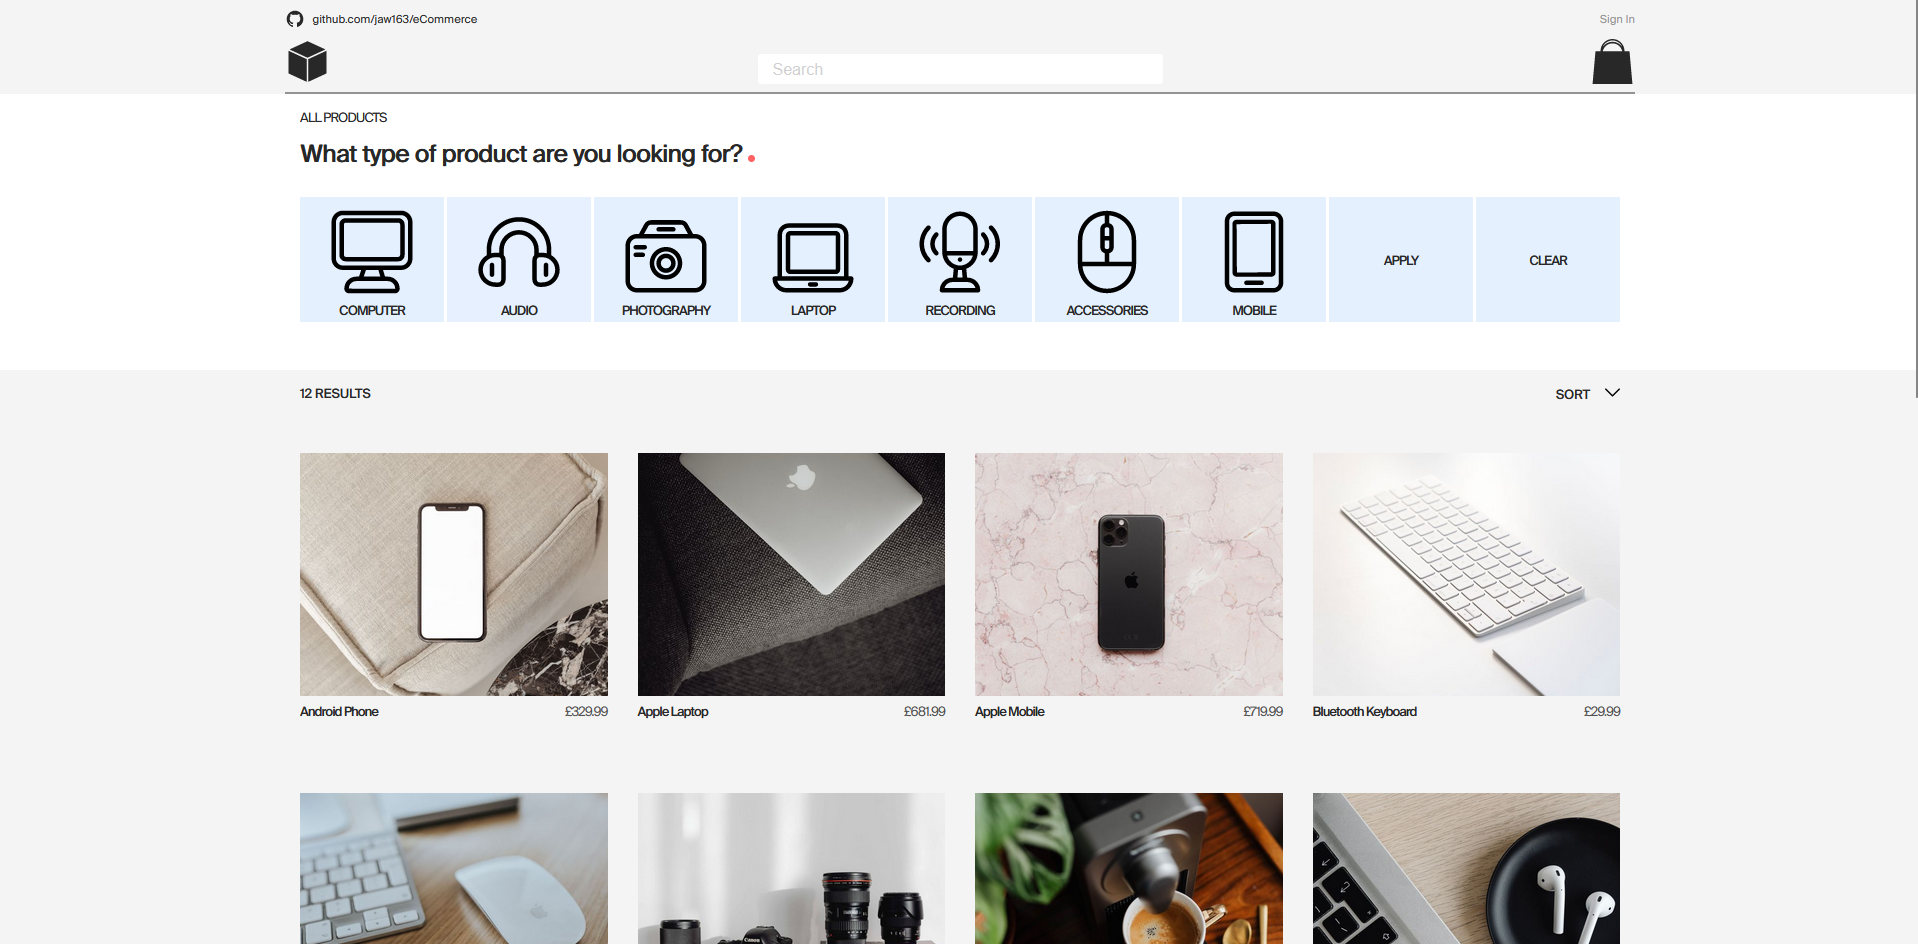 github.com/jaw163/eCommerce
Sign In
Search
ALL PRODUCTS
What type of product are you looking for?
COMPUTER
AUDIO
PHOTOGRAPHY
LAPTOP
RECORDING
ACCESSORIES
MOBILE
APPLY
CLEAR
12 RESULTS
SORT
Android Phone
£329.99
Apple Laptop
£681.99
Apple Mobile
£719.99
Bluetooth Keyboard
£29.99
Canon